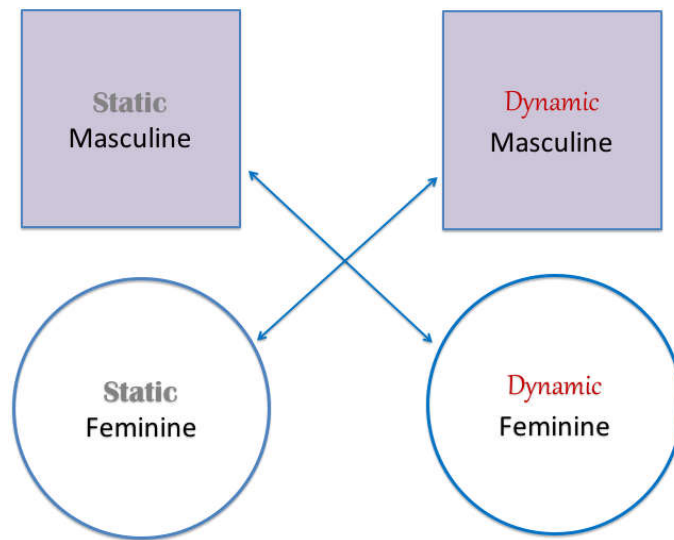 Static
Masculine
Dynamic
Masculine
Static
Feminine
Dynamic
Feminine